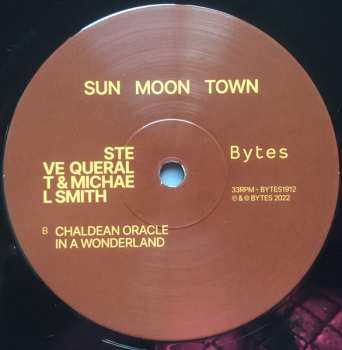 SUN MOON TOWN
STE
VE QUERAL
T & MICHAE
L SMITH
Bytes
33RPM - BYTES1912
℗ & © BYTES 2022
B CHALDEAN ORACLE
IN A WONDERLAND